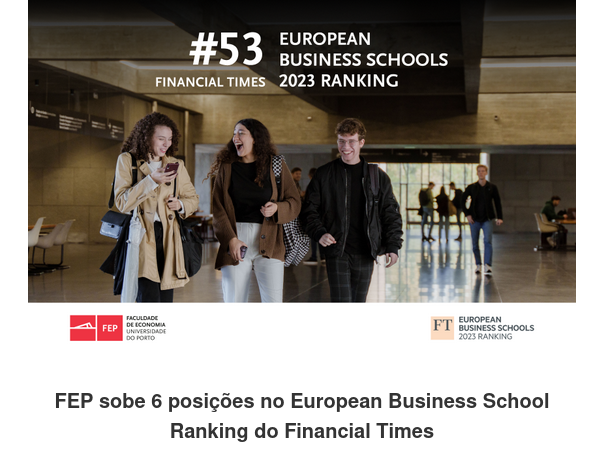 #53
FINANCIAL TIMES
EUROPEAN
BUSINESS SCHOOLS
2023 RANKING
FEP
FACULDADE
DE ECONOMIA
UNIVERSIDADE
DO PORTO
FT
EUROPEAN
BUSINESS SCHOOLS
2023 RANKING
FEP sobe 6 posições no European Business School
Ranking do Financial Times